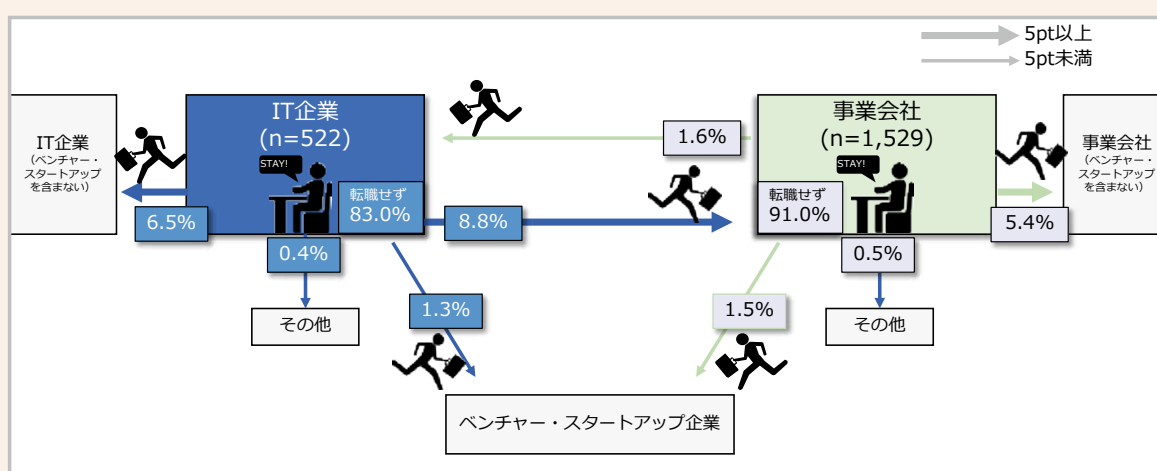 5pt以上
5pt未満
IT企業
（ベンチャー・
スタートアップ
を含まない）
IT企業
(n=522)
STAY!
転職せず
83.0%
6.5%
0.4%
8.8%
1.6%
事業会社
(n=1,529)
STAY!
転職せず
91.0%
0.5%
5.4%
事業会社
（ベンチャー・
スタートアップ
を含まない）
その他
1.3%
1.5%
その他
ベンチャー・スタートアップ企業